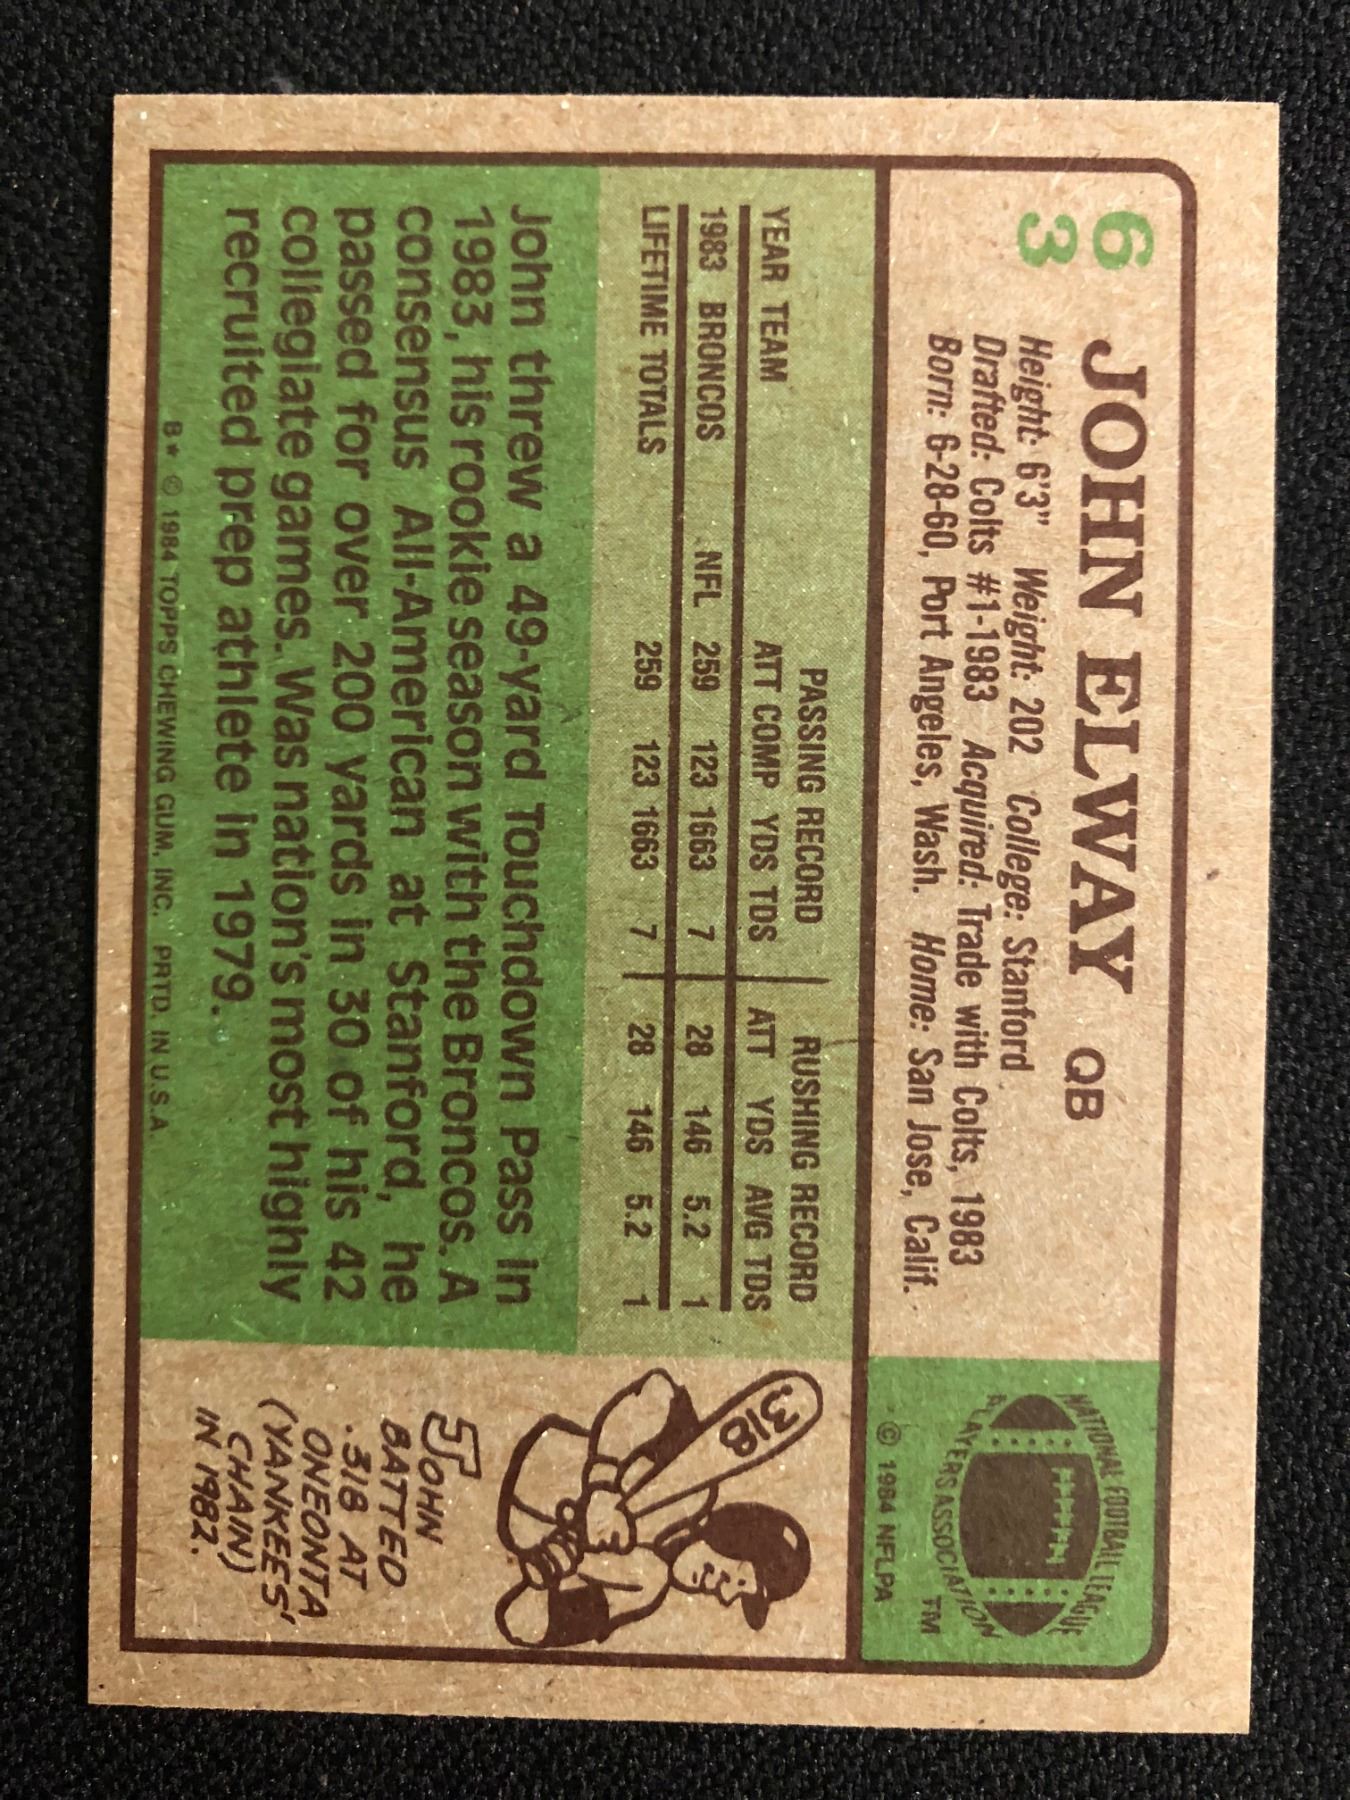 63
JOHN ELWAY QB
Height: 6'3" Weight: 202 College: Stanford
Drafted: Colts #1-1983 Acquired: Trade with Colts, 1983
Born: 6-28-60, Port Angeles, Wash. Home: San Jose, Calif.
NATIONAL FOOTBALL LEAGUE
PLAYERS ASSOCIATION
TM
© 1984 NFLPA
PASSING RECORD RUSHING RECORD
YEAR TEAM ATT COMP YDS TDS ATT YDS AVG TDS
1983 BRONCOS NFL 259 123 1663 7 28 146 5.2 1
LIFETIME TOTALS 259 123 1663 7 28 146 5.2 1
John threw a 49-yard Touchdown Pass in
1983, his rookie season with the Broncos. A
consensus All-American at Stanford, he
passed for over 200 yards in 30 of his 42
collegiate games. Was nation's most highly
recruited prep athlete in 1979.
318
JOHN
BATTED
.318 AT
ONEONTA
(YANKEES'
CHAIN)
IN 1982.
B* © 1984 TOPPS CHEWING GUM, INC. PRTD. IN U.S.A.